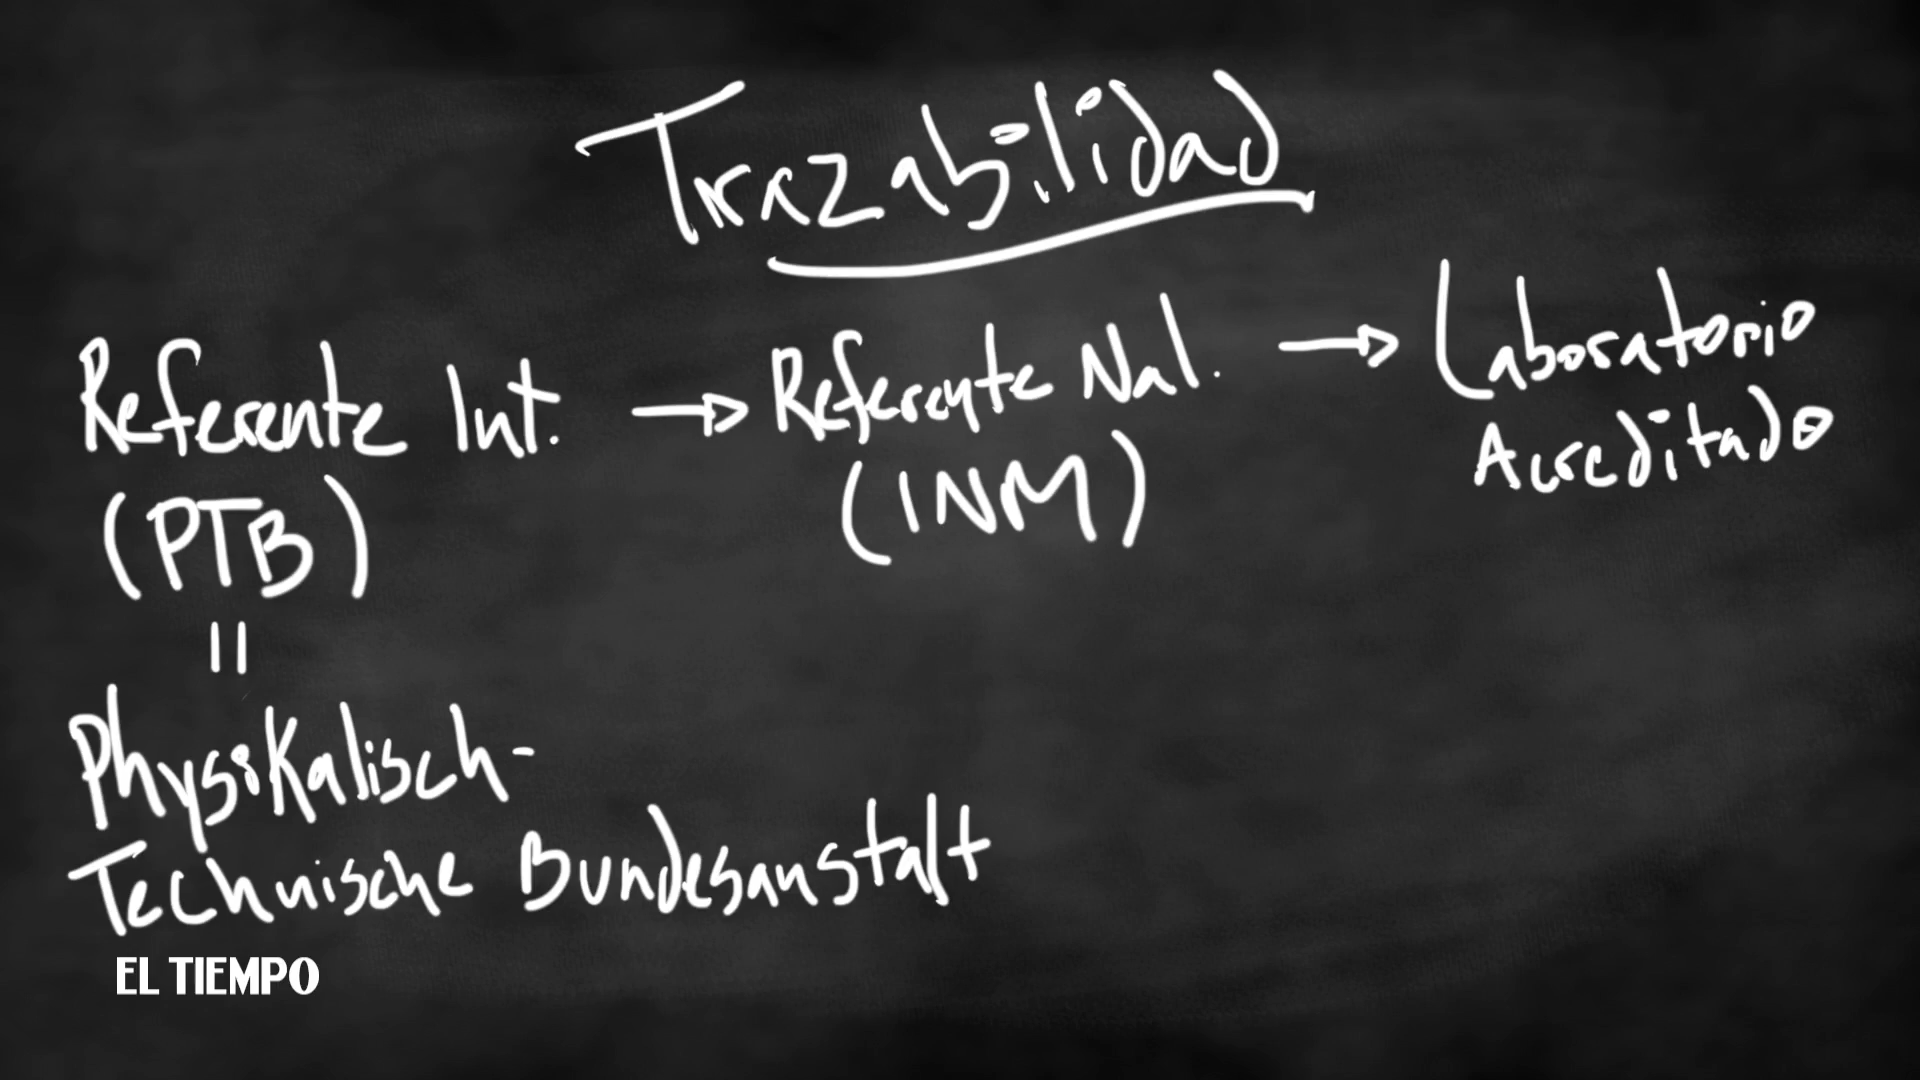 Trazabilidad
Referente Int. → Referente Nal. → Laboratorio
Acreditado
(PTB)
(INM)
=
Physikalisch-
Technische Bundesanstalt
EL TIEMPO